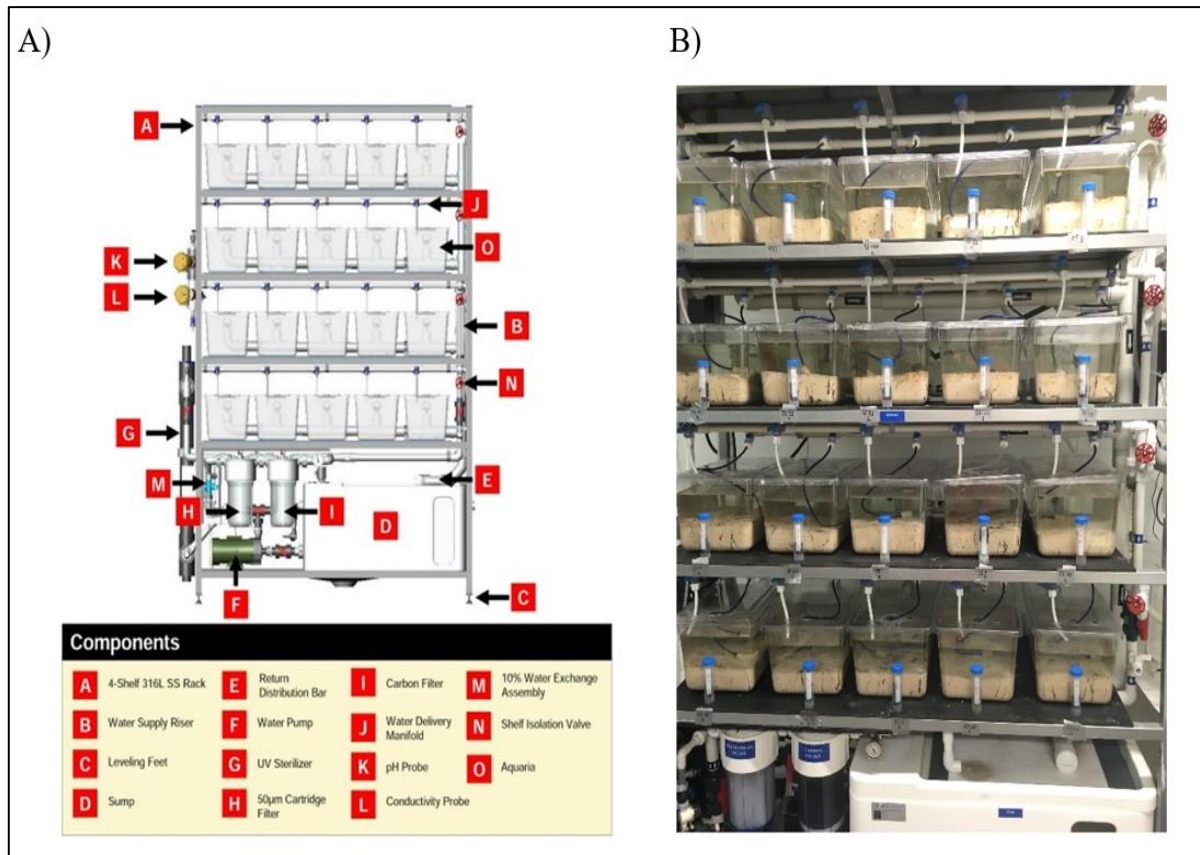 A)
B)
A
J
O
K
L
B
N
G
M
E
H
I
D
F
C
Components
A 4-Shelf 316L SS Rack
B Water Supply Riser
C Leveling Feet
D Sump
E Return
Distribution Bar
F Water Pump
G UV Sterilizer
H 50µm Cartridge
Filter
I Carbon Filter
J Water Delivery
Manifold
K pH Probe
L Conductivity Probe
M 10% Water Exchange
Assembly
N Shelf Isolation Valve
O Aquaria